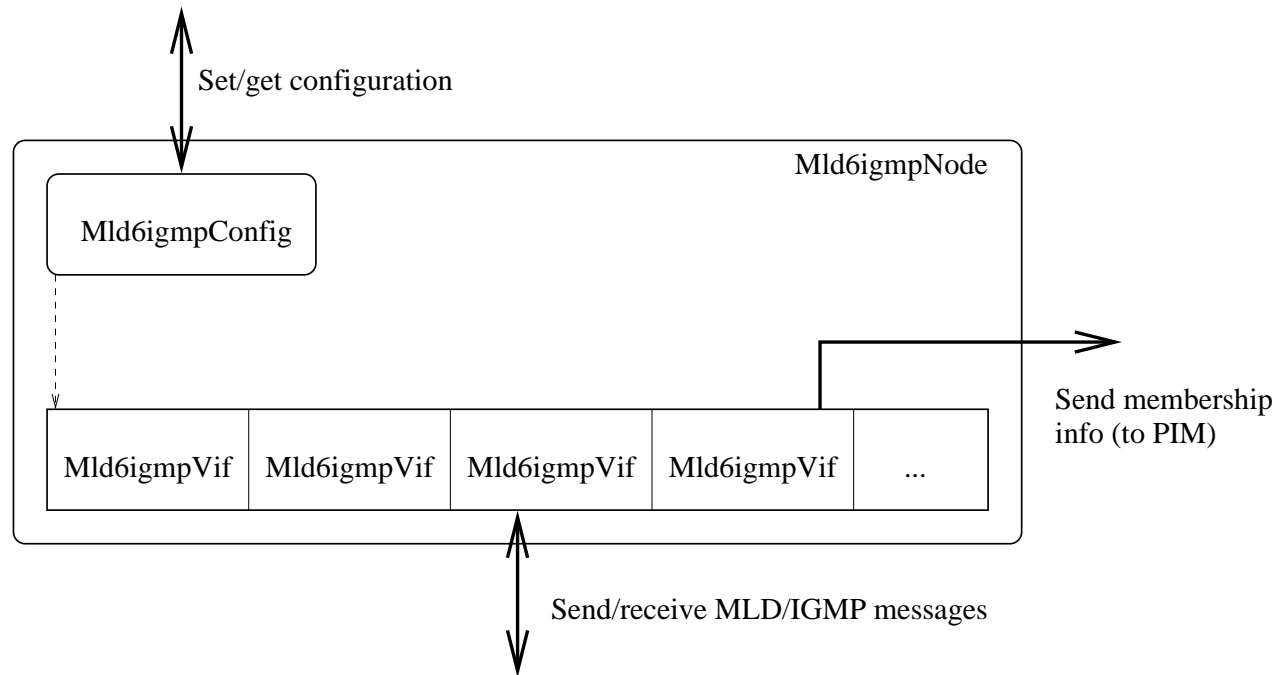 Set/get configuration
Mld6igmpNode
Mld6igmpConfig
Send membership
info (to PIM)
Mld6igmpVif Mld6igmpVif Mld6igmpVif Mld6igmpVif ...
Send/receive MLD/IGMP messages